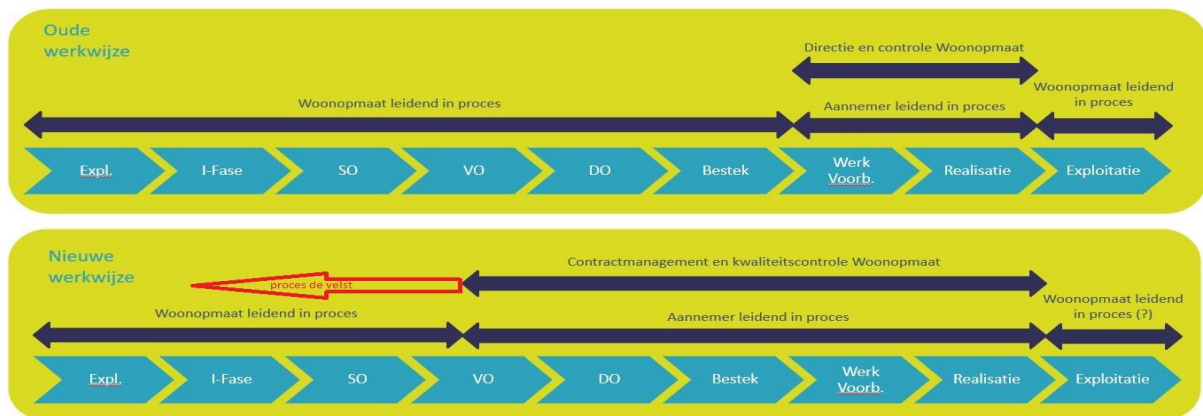 Oude
werkwijze
Directie en controle Woonopmaat
Woonopmaat leidend in proces
Aannemer leidend in proces
Woonopmaat leidend
in proces
Expl.
I-Fase
SO
VO
DO
Bestek
Werk
Voorb.
Realisatie
Exploitatie
Nieuwe
werkwijze
proces de velst
Contractmanagement en kwaliteitscontrole Woonopmaat
Woonopmaat leidend in proces
Aannemer leidend in proces
Woonopmaat leidend
in proces (?)
Expl.
I-Fase
SO
VO
DO
Bestek
Werk
Voorb.
Realisatie
Exploitatie